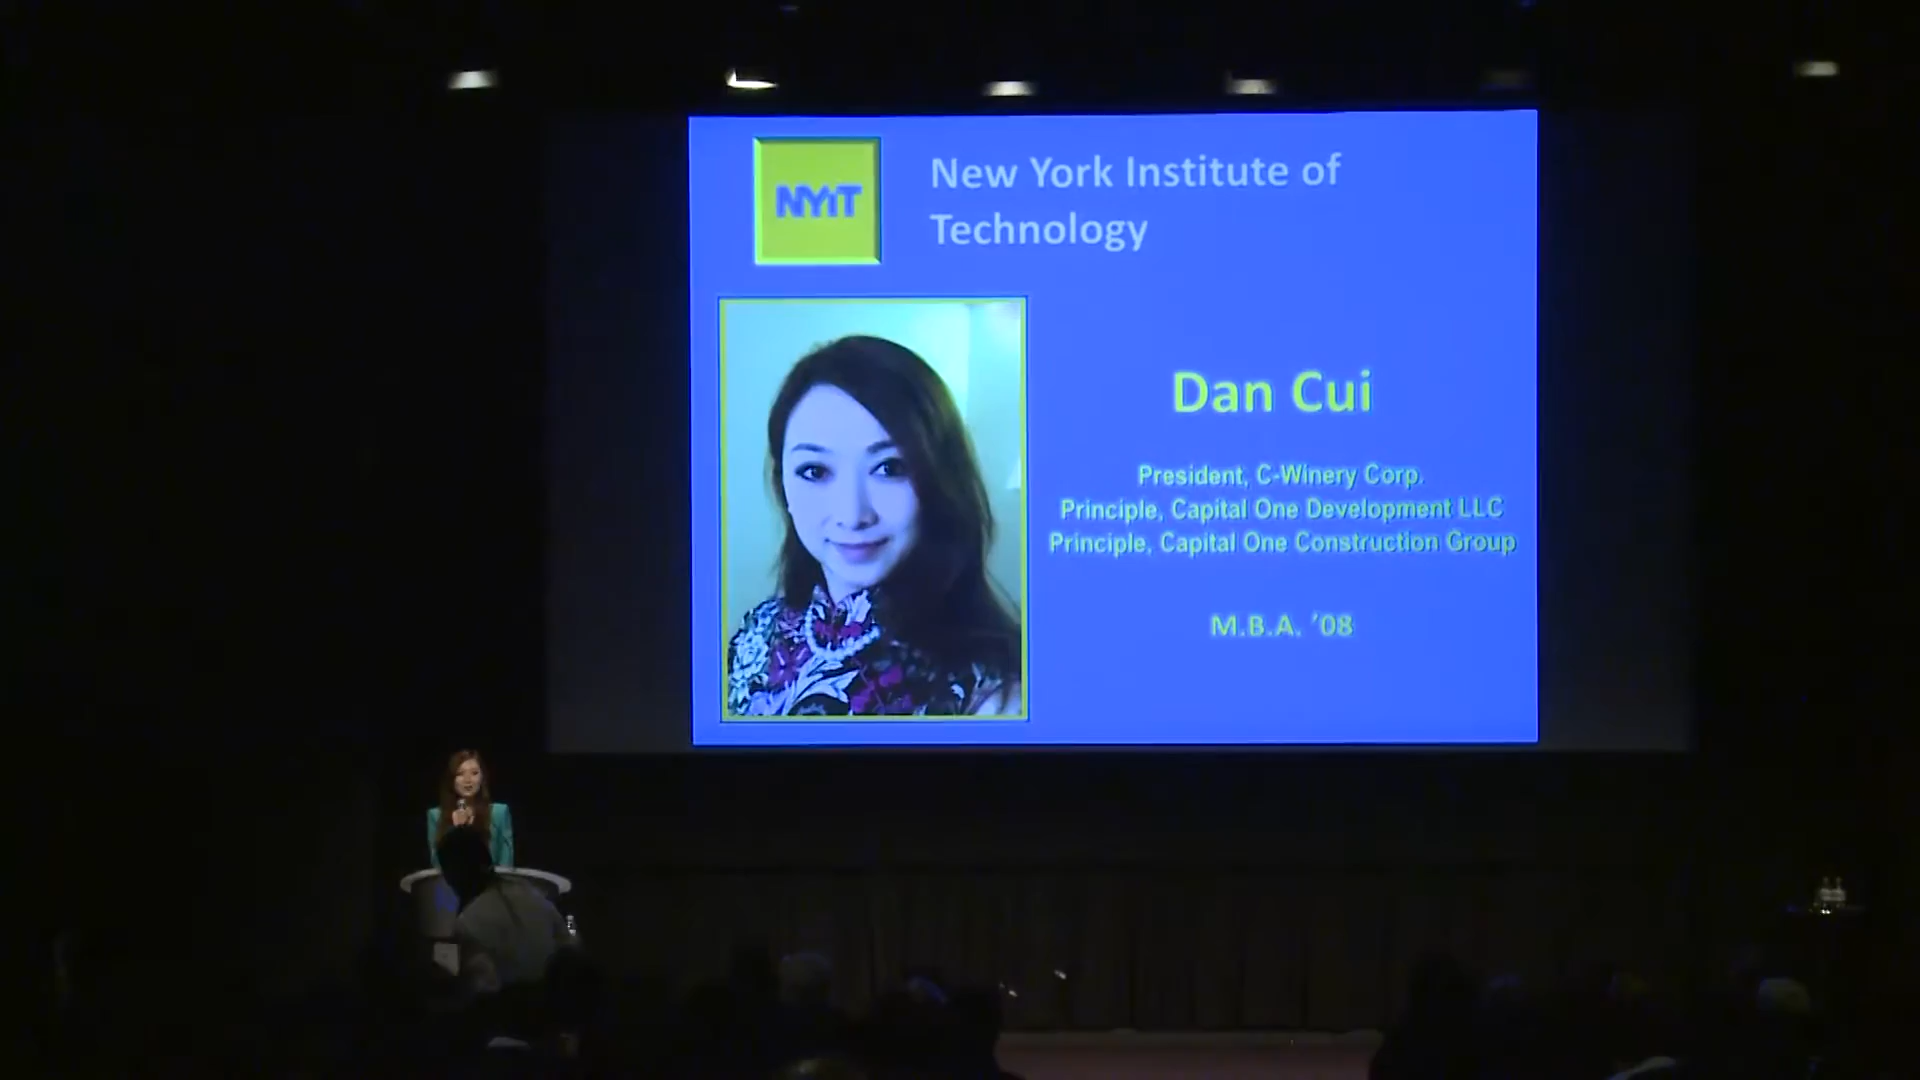 NYiT
New York Institute of
Technology
Dan Cui
President, C-Winery Corp.
Principle, Capital One Development LLC
Principle, Capital One Construction Group
M.B.A. ’08